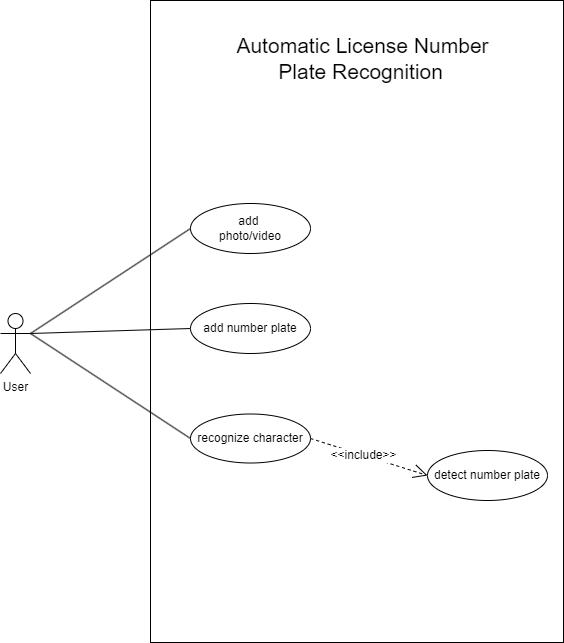 Automatic License Number
Plate Recognition
add
photo/video
add number plate
User
recognize character
<<include>>
detect number plate